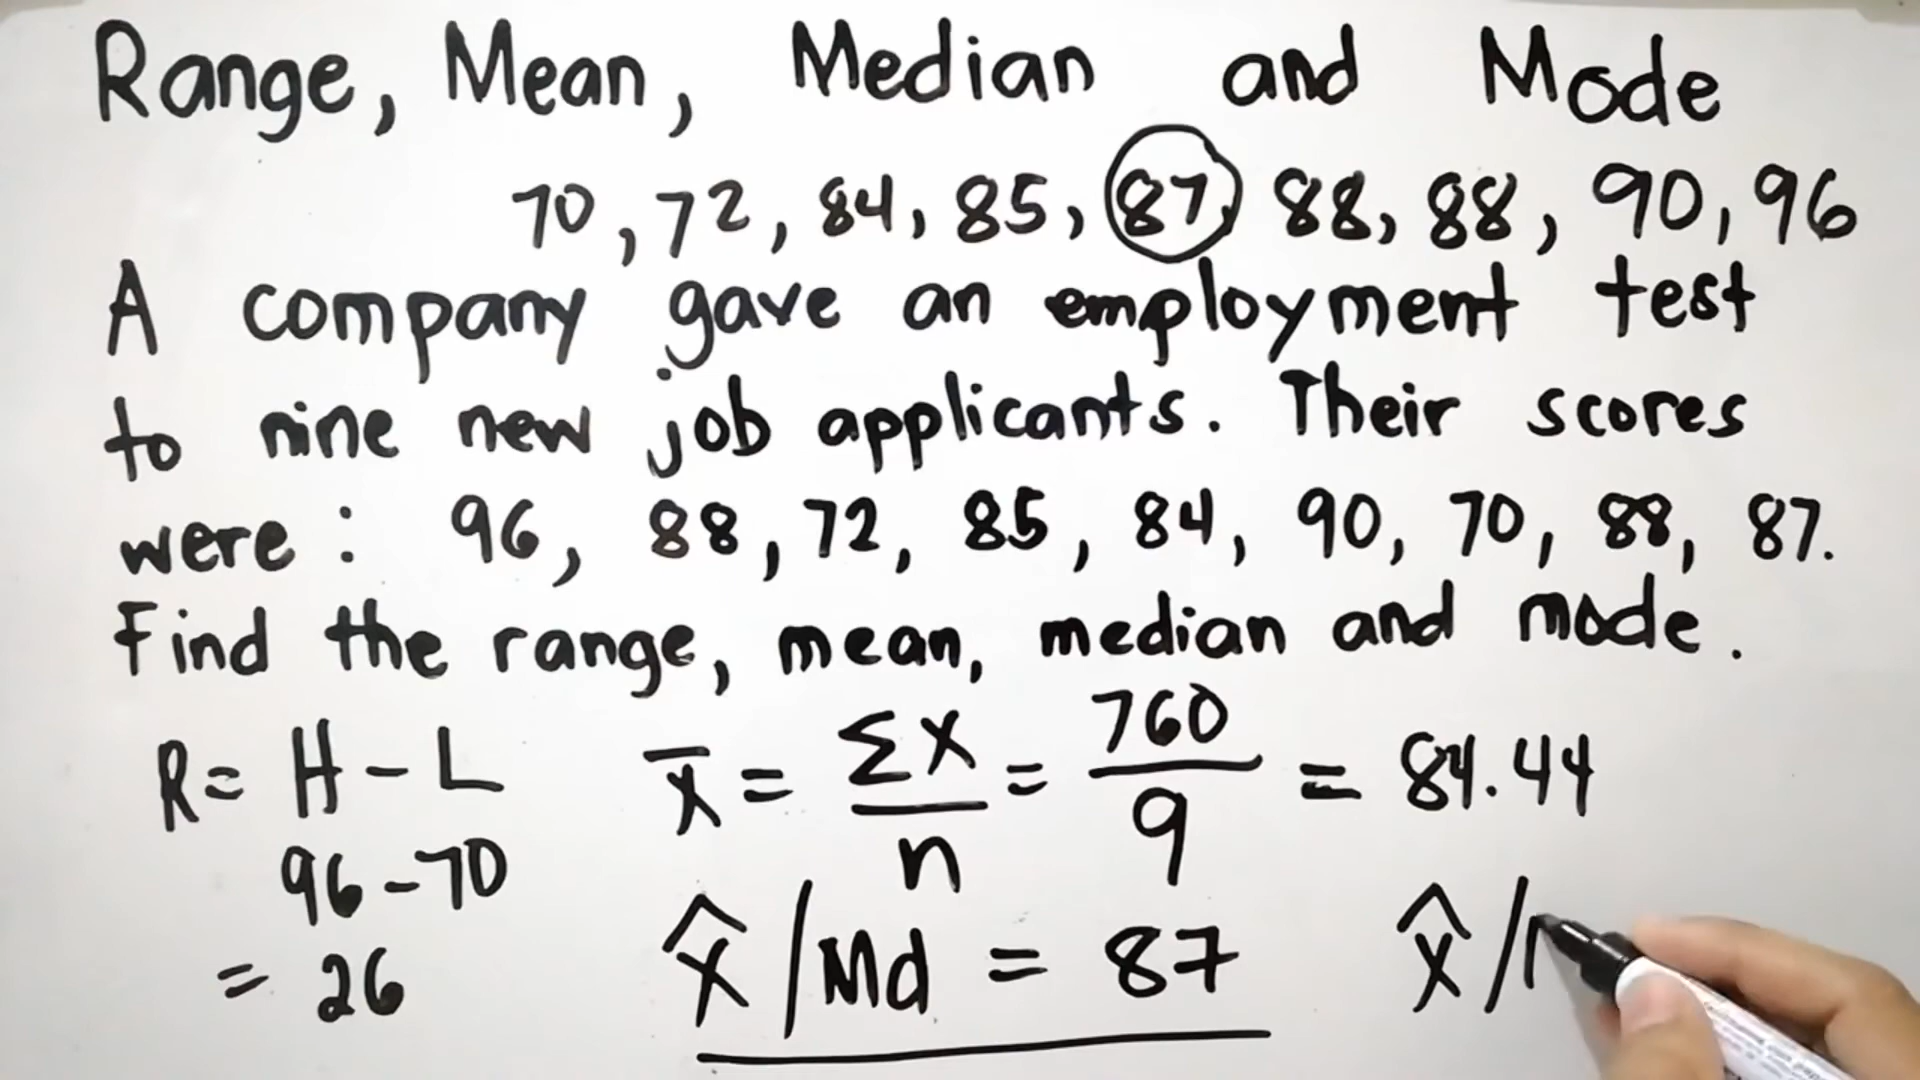 Range, Mean, Median and Mode
70, 72, 84, 85, 87, 88, 88, 90, 96
A company gave an employment test
to nine new job applicants. Their scores
were: 96, 88, 72, 85, 84, 90, 70, 88, 87.
Find the range, mean, median and mode.
R = H - L
96 - 70
= 26
x̄ = Σx/n = 760/9 = 84.44
x̂/Md = 87
x̂/